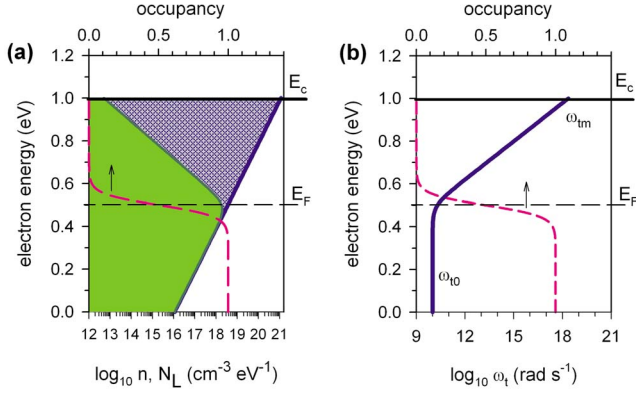 occupancy
occupancy
0.0 0.5 1.0
0.0 0.5 1.0
(a)
(b)
1.2
1.0
0.8
0.6
0.4
0.2
0.0
electron energy (eV)
E_c
E_F
12 13 14 15 16 17 18 19 20 21
log₁₀ n, N_L (cm⁻³ eV⁻¹)
1.2
1.0
0.8
0.6
0.4
0.2
0.0
electron energy (eV)
E_c
ω_tm
E_F
ω_t0
9 12 15 18 21
log₁₀ ω_t (rad s⁻¹)